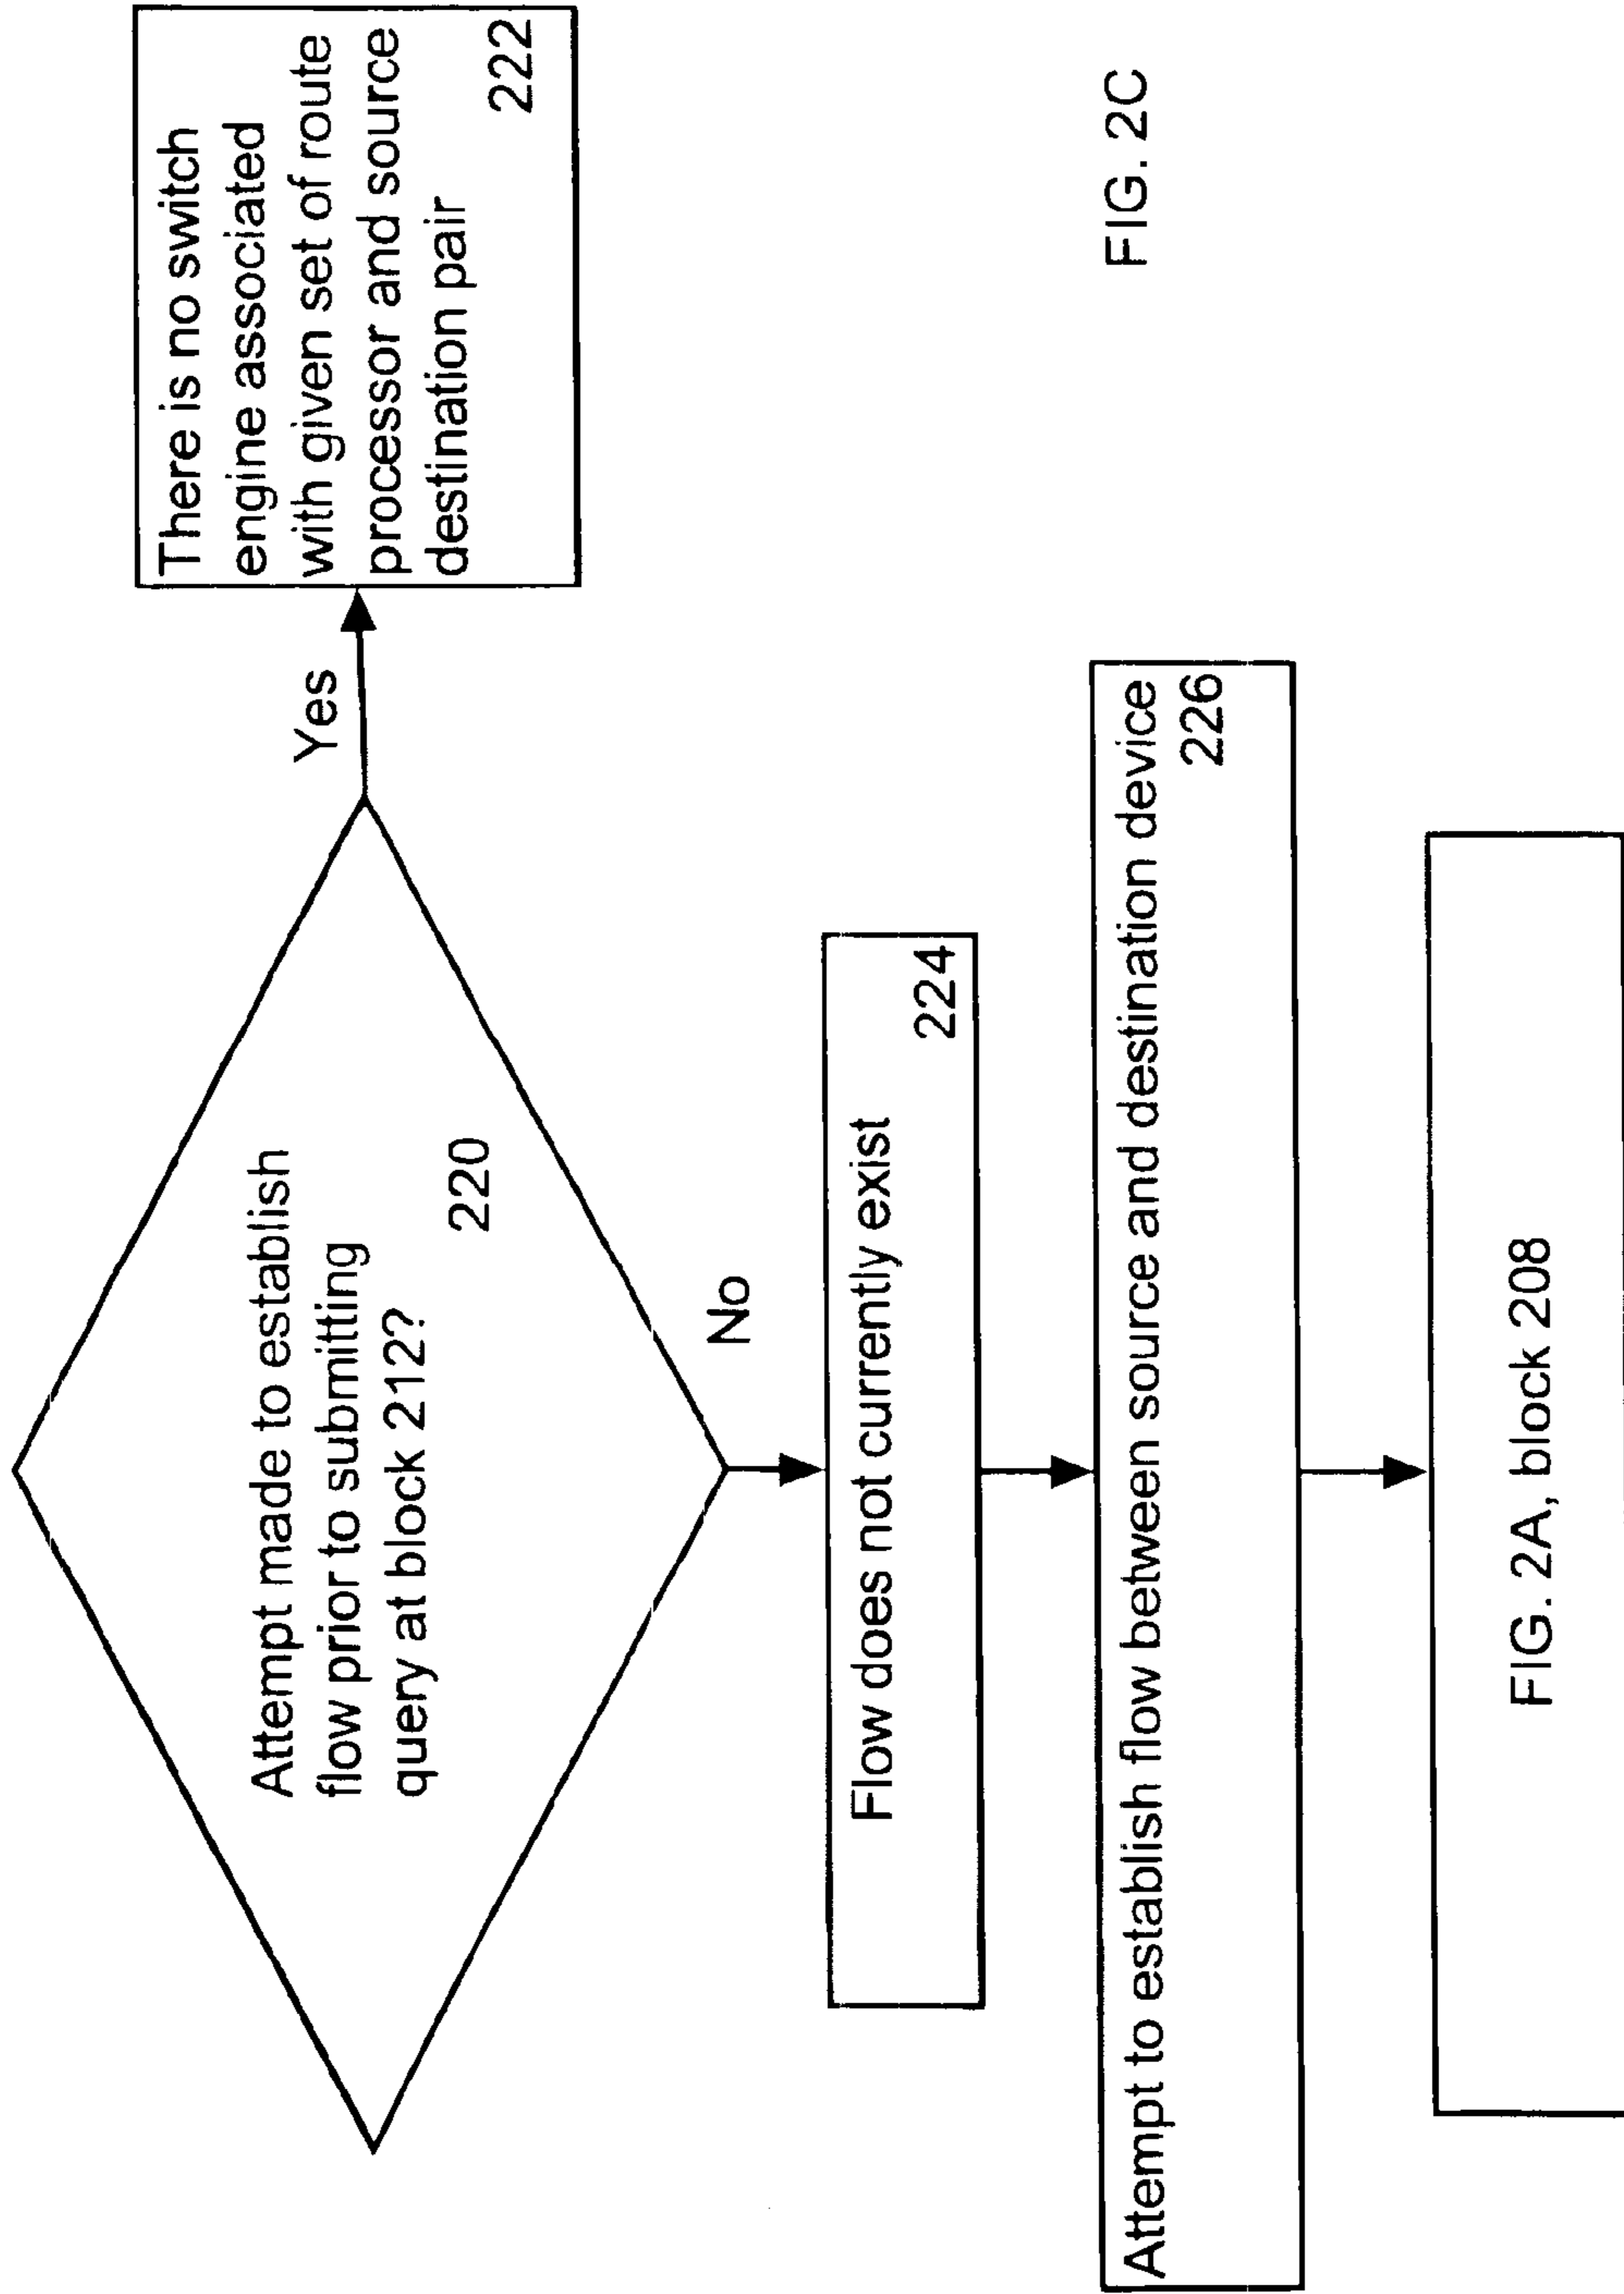 Attempt made to establish
flow prior to submitting
query at block 212?
220
Yes
There is no switch
engine associated
with given set of route
processor and source
destination pair
222
No
Flow does not currently exist
224
Attempt to establish flow between source and destination device
226
FIG. 2A, block 208
FIG. 2C